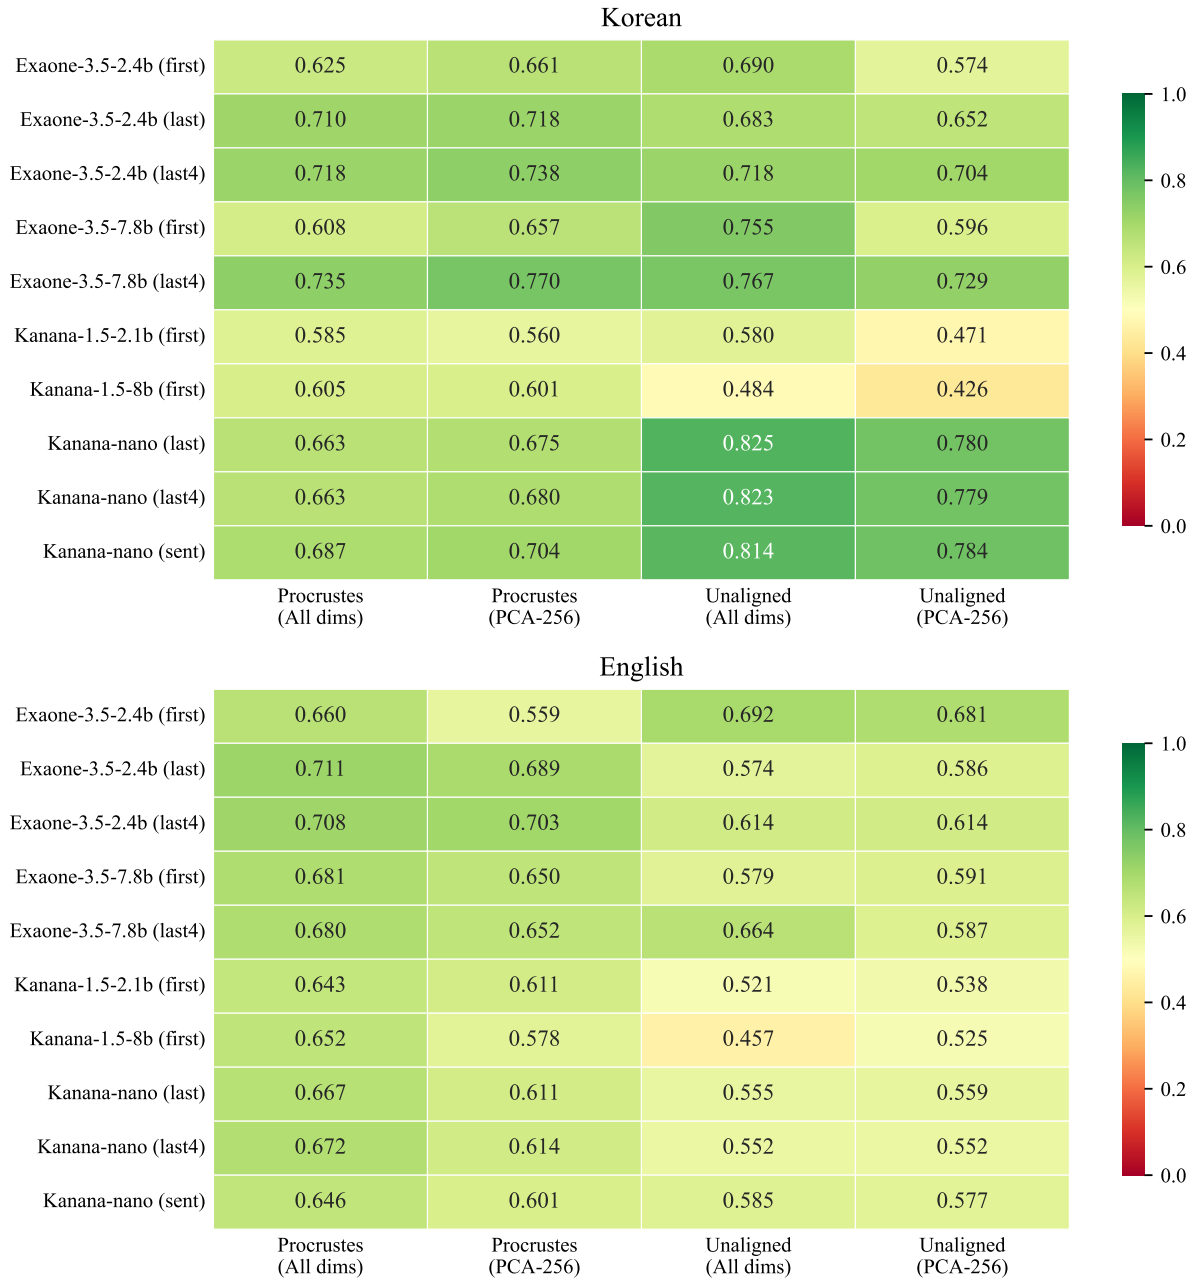 Korean
Exaone-3.5-2.4b (first) 0.625 0.661 0.690 0.574
1.0
Exaone-3.5-2.4b (last) 0.710 0.718 0.683 0.652
Exaone-3.5-2.4b (last4) 0.718 0.738 0.718 0.704
0.8
Exaone-3.5-7.8b (first) 0.608 0.657 0.755 0.596
0.6
Exaone-3.5-7.8b (last4) 0.735 0.770 0.767 0.729
Kanana-1.5-2.1b (first) 0.585 0.560 0.580 0.471
0.4
Kanana-1.5-8b (first) 0.605 0.601 0.484 0.426
Kanana-nano (last) 0.663 0.675 0.825 0.780
0.2
Kanana-nano (last4) 0.663 0.680 0.823 0.779
0.0
Kanana-nano (sent) 0.687 0.704 0.814 0.784
Procrustes Procrustes Unaligned Unaligned
(All dims) (PCA-256) (All dims) (PCA-256)
English
Exaone-3.5-2.4b (first) 0.660 0.559 0.692 0.681
1.0
Exaone-3.5-2.4b (last) 0.711 0.689 0.574 0.586
Exaone-3.5-2.4b (last4) 0.708 0.703 0.614 0.614
0.8
Exaone-3.5-7.8b (first) 0.681 0.650 0.579 0.591
0.6
Exaone-3.5-7.8b (last4) 0.680 0.652 0.664 0.587
Kanana-1.5-2.1b (first) 0.643 0.611 0.521 0.538
0.4
Kanana-1.5-8b (first) 0.652 0.578 0.457 0.525
Kanana-nano (last) 0.667 0.611 0.555 0.559
0.2
Kanana-nano (last4) 0.672 0.614 0.552 0.552
0.0
Kanana-nano (sent) 0.646 0.601 0.585 0.577
Procrustes Procrustes Unaligned Unaligned
(All dims) (PCA-256) (All dims) (PCA-256)